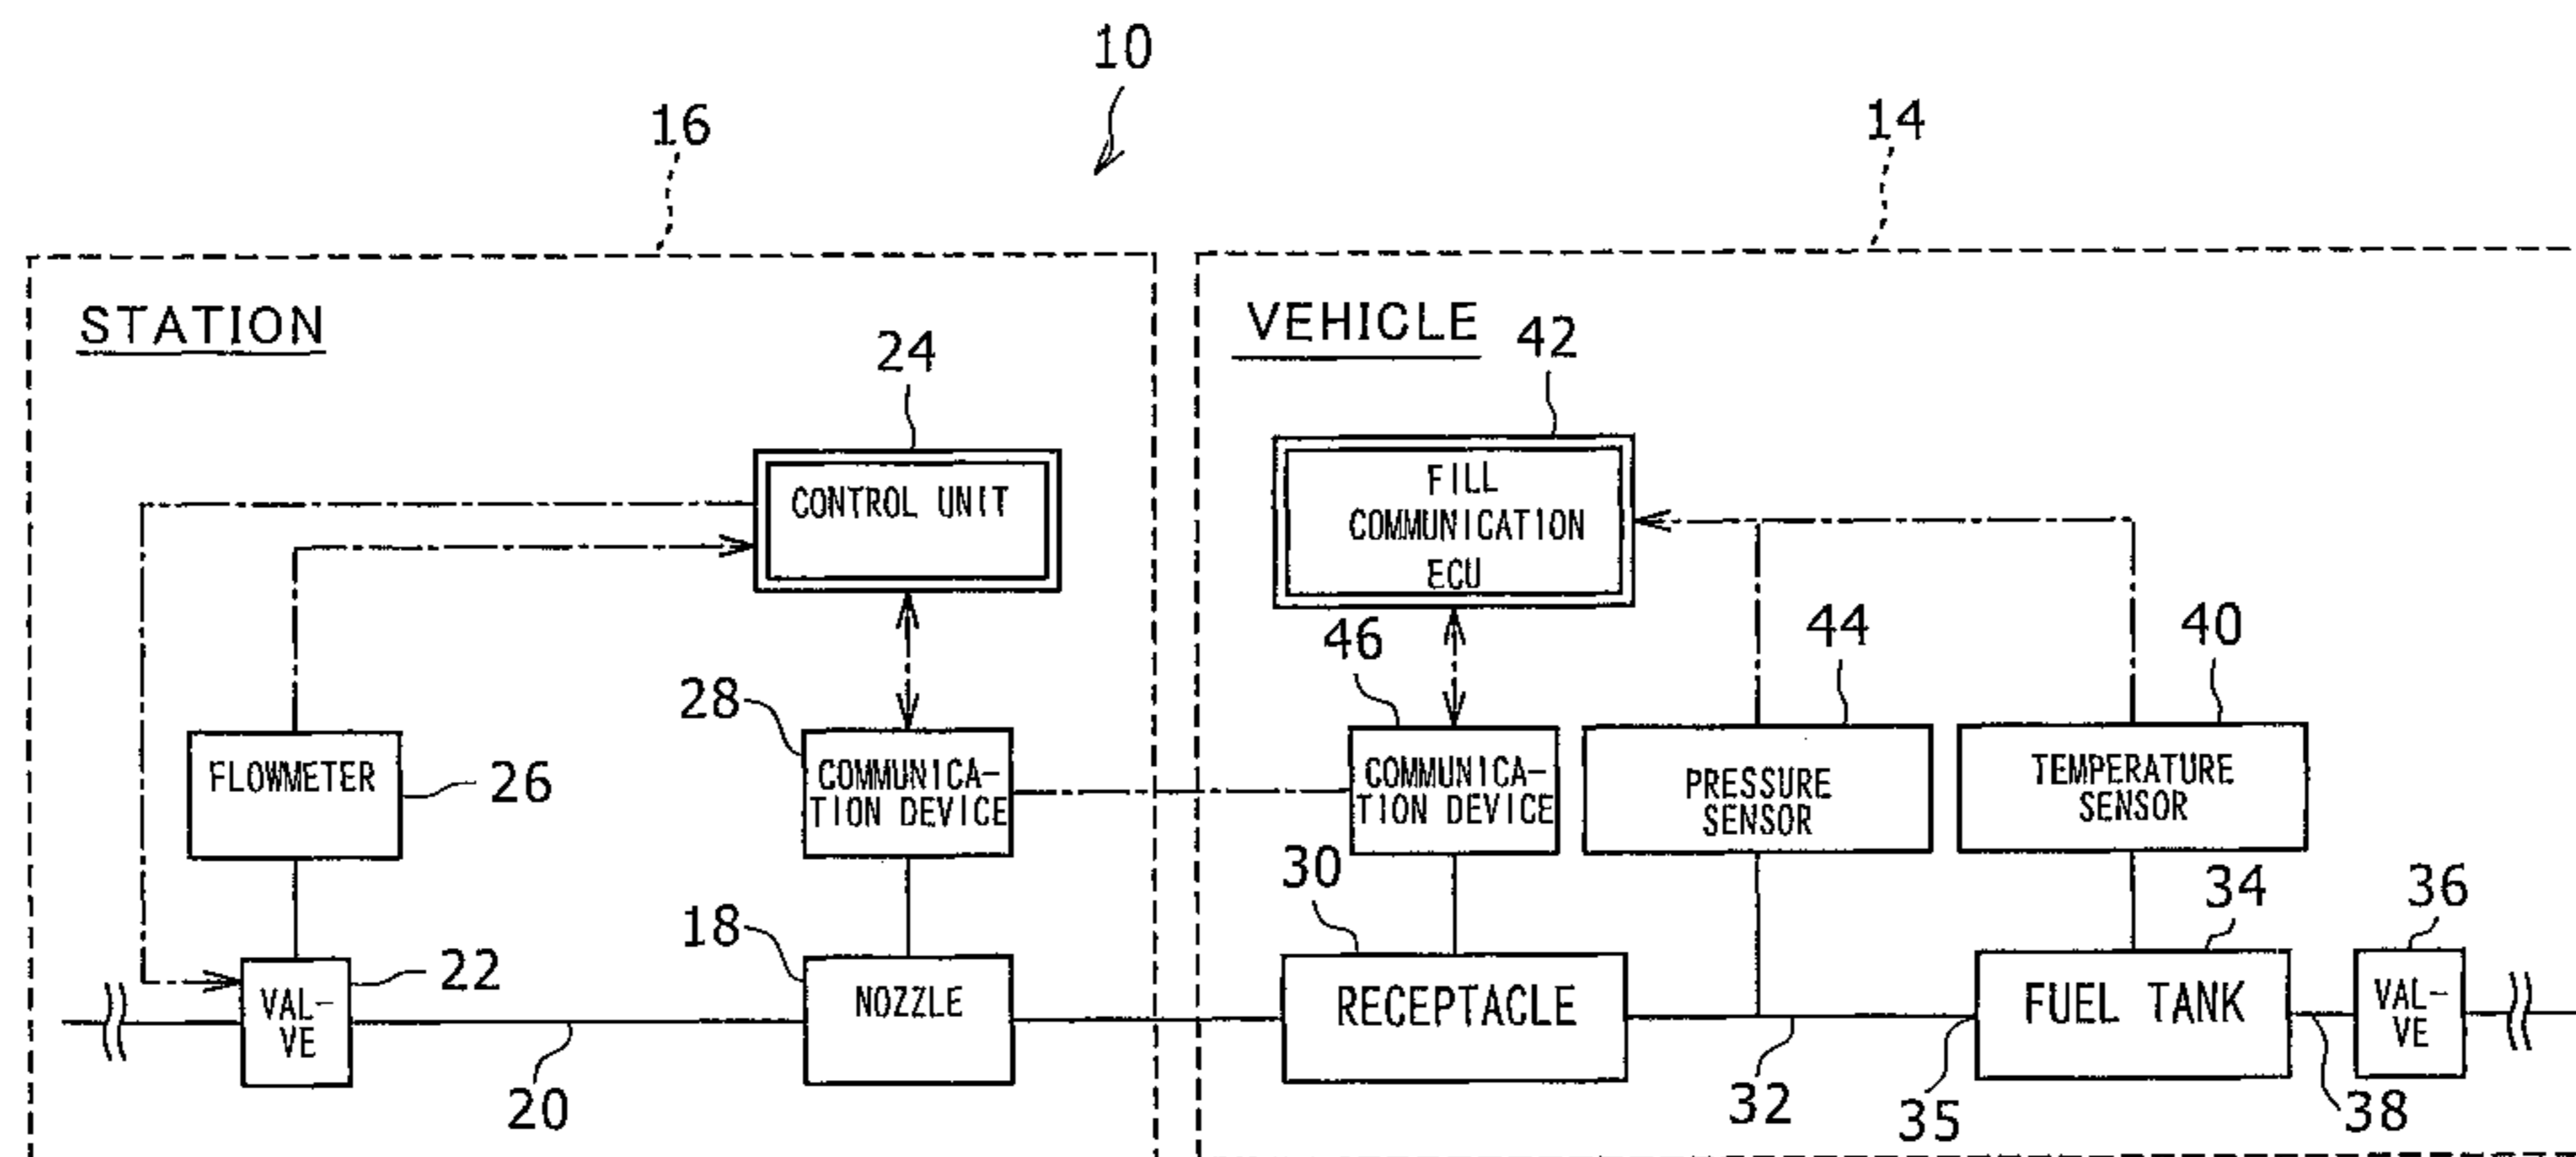 10
16
14
STATION
VEHICLE
24
42
CONTROL UNIT
FILL
COMMUNICATION
ECU
46
44
40
28
FLOWMETER
26
COMMUNICA-
TION DEVICE
COMMUNICA-
TION DEVICE
PRESSURE
SENSOR
TEMPERATURE
SENSOR
30
34
36
18
22
VAL-
VE
NOZZLE
RECEPTACLE
FUEL TANK
VAL-
VE
20
32
35
38